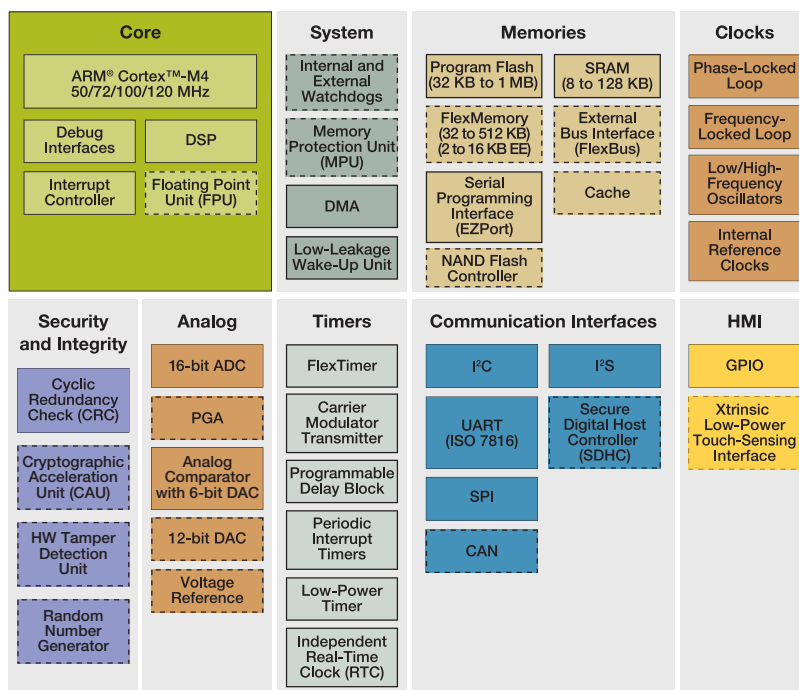 Core
ARM® Cortex™-M4
50/72/100/120 MHz
Debug
Interfaces
DSP
Interrupt
Controller
Floating Point
Unit (FPU)
System
Internal and
External
Watchdogs
Memory
Protection Unit
(MPU)
DMA
Low-Leakage
Wake-Up Unit
Memories
Program Flash
(32 KB to 1 MB)
SRAM
(8 to 128 KB)
FlexMemory
(32 to 512 KB)
(2 to 16 KB EE)
External
Bus Interface
(FlexBus)
Serial
Programming
Interface
(EZPort)
Cache
NAND Flash
Controller
Clocks
Phase-Locked
Loop
Frequency-
Locked Loop
Low/High-
Frequency
Oscillators
Internal
Reference
Clocks
Security
and Integrity
Cyclic
Redundancy
Check (CRC)
Cryptographic
Acceleration
Unit (CAU)
HW Tamper
Detection
Unit
Random
Number
Generator
Analog
16-bit ADC
PGA
Analog
Comparator
with 6-bit DAC
12-bit DAC
Voltage
Reference
Timers
FlexTimer
Carrier
Modulator
Transmitter
Programmable
Delay Block
Periodic
Interrupt
Timers
Low-Power
Timer
Independent
Real-Time
Clock (RTC)
Communication Interfaces
I²C
I²S
UART
(ISO 7816)
Secure
Digital Host
Controller
(SDHC)
SPI
CAN
HMI
GPIO
Xtrinsic
Low-Power
Touch-Sensing
Interface